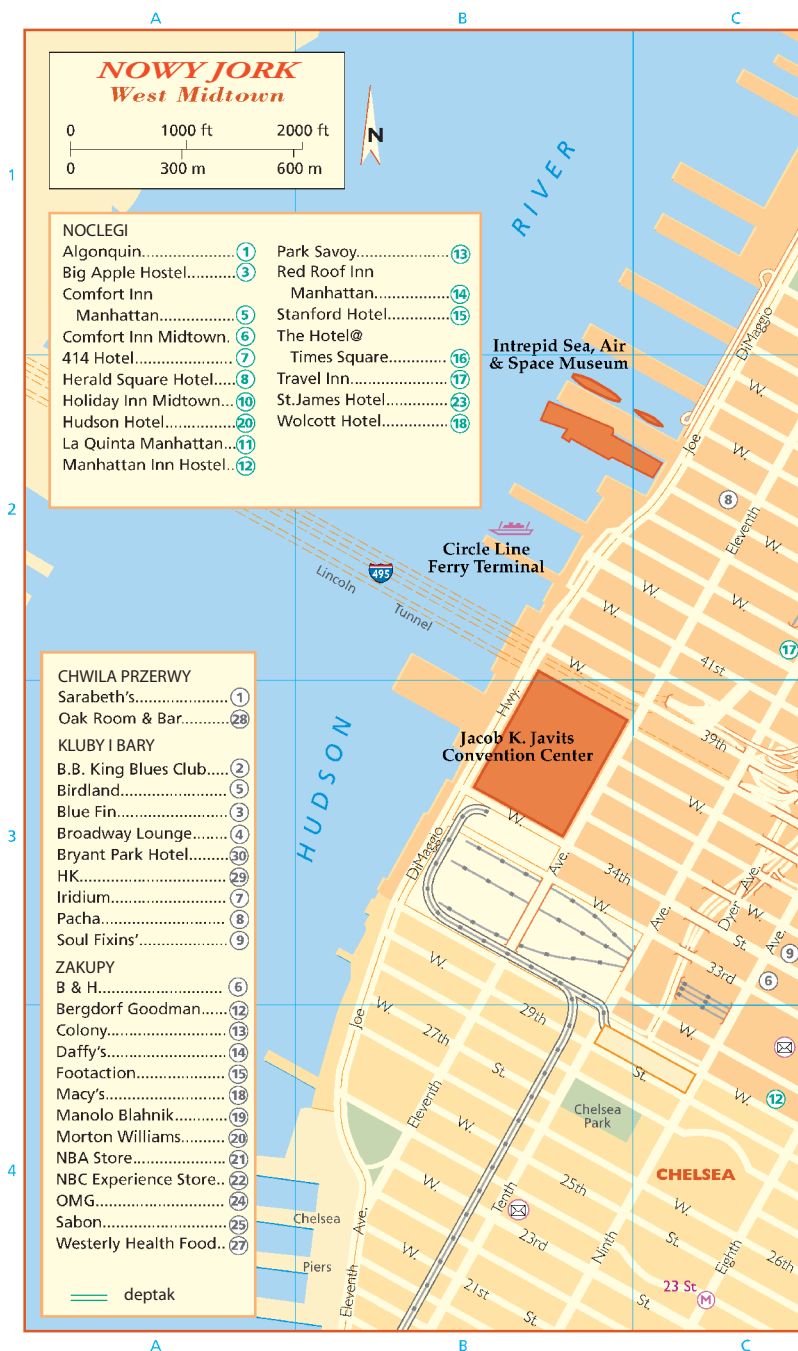 A B C
NOWY JORK
West Midtown
0 1000 ft 2000 ft
0 300 m 600 m
N
1
RIVER
NOCLEGI
Algonquin....................1
Big Apple Hostel..........3
Comfort Inn
Manhattan...............5
Comfort Inn Midtown. 6
414 Hotel.....................7
Herald Square Hotel....8
Holiday Inn Midtown...10
Hudson Hotel..............20
La Quinta Manhattan...11
Manhattan Inn Hostel..12
Park Savoy.....................13
Red Roof Inn
Manhattan.................14
Stanford Hotel..............15
The Hotel@
Times Square.............16
Travel Inn......................17
St.James Hotel..............23
Wolcott Hotel...............18
DiMaggio
Intrepid Sea, Air
& Space Museum
W.
Joe
W.
8
2
Eleventh
W.
Circle Line
Ferry Terminal
495
Lincoln
Tunnel
W.
W.
W.
17
41st
W.
CHWILA PRZERWY
Sarabeth's.....................1
Oak Room & Bar..........28
KLUBY I BARY
B.B. King Blues Club.....2
Birdland........................5
Blue Fin.........................3
Broadway Lounge........4
Bryant Park Hotel.........30
HK.................................29
Iridium..........................7
Pacha............................8
Soul Fixins'....................9
ZAKUPY
B & H.............................6
Bergdorf Goodman......12
Colony...........................13
Daffy's...........................14
Footaction.....................15
Macy's...........................18
Manolo Blahnik............19
Morton Williams..........20
NBA Store.....................21
NBC Experience Store..22
OMG..............................24
Sabon............................25
Westerly Health Food..27
deptak
Hwy.
39th
HUDSON
Jacob K. Javits
Convention Center
W.
W.
3
DiMaggio
Ave.
34th
Ave.
W.
Ave.
Dyer
W.
St.
Ave.
9
33rd
6
W.
Joe
W.
29th
27th
W.
St.
St.
W.
12
Eleventh
W.
Chelsea
Park
4
CHELSEA
W.
25th
Tenth
W.
St.
Chelsea
Ave.
23rd
Ninth
Eighth
26th
W.
Piers
Eleventh
21st
23 St
M
St.
St.
A B C